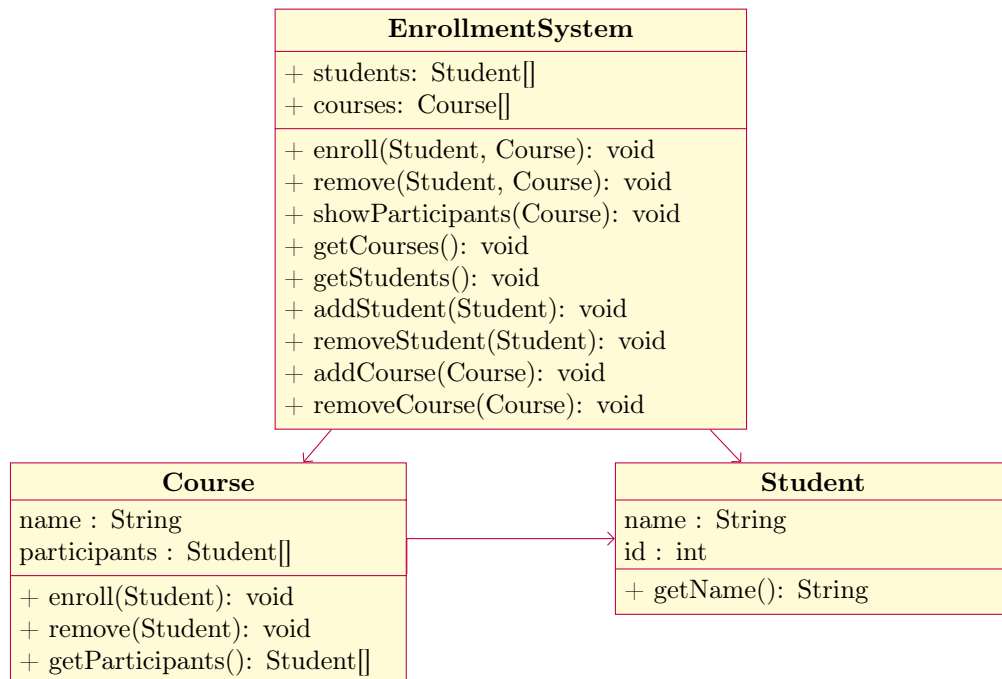 EnrollmentSystem
+ students: Student[]
+ courses: Course[]
+ enroll(Student, Course): void
+ remove(Student, Course): void
+ showParticipants(Course): void
+ getCourses(): void
+ getStudents(): void
+ addStudent(Student): void
+ removeStudent(Student): void
+ addCourse(Course): void
+ removeCourse(Course): void
Course
name : String
participants : Student[]
+ enroll(Student): void
+ remove(Student): void
+ getParticipants(): Student[]
Student
name : String
id : int
+ getName(): String